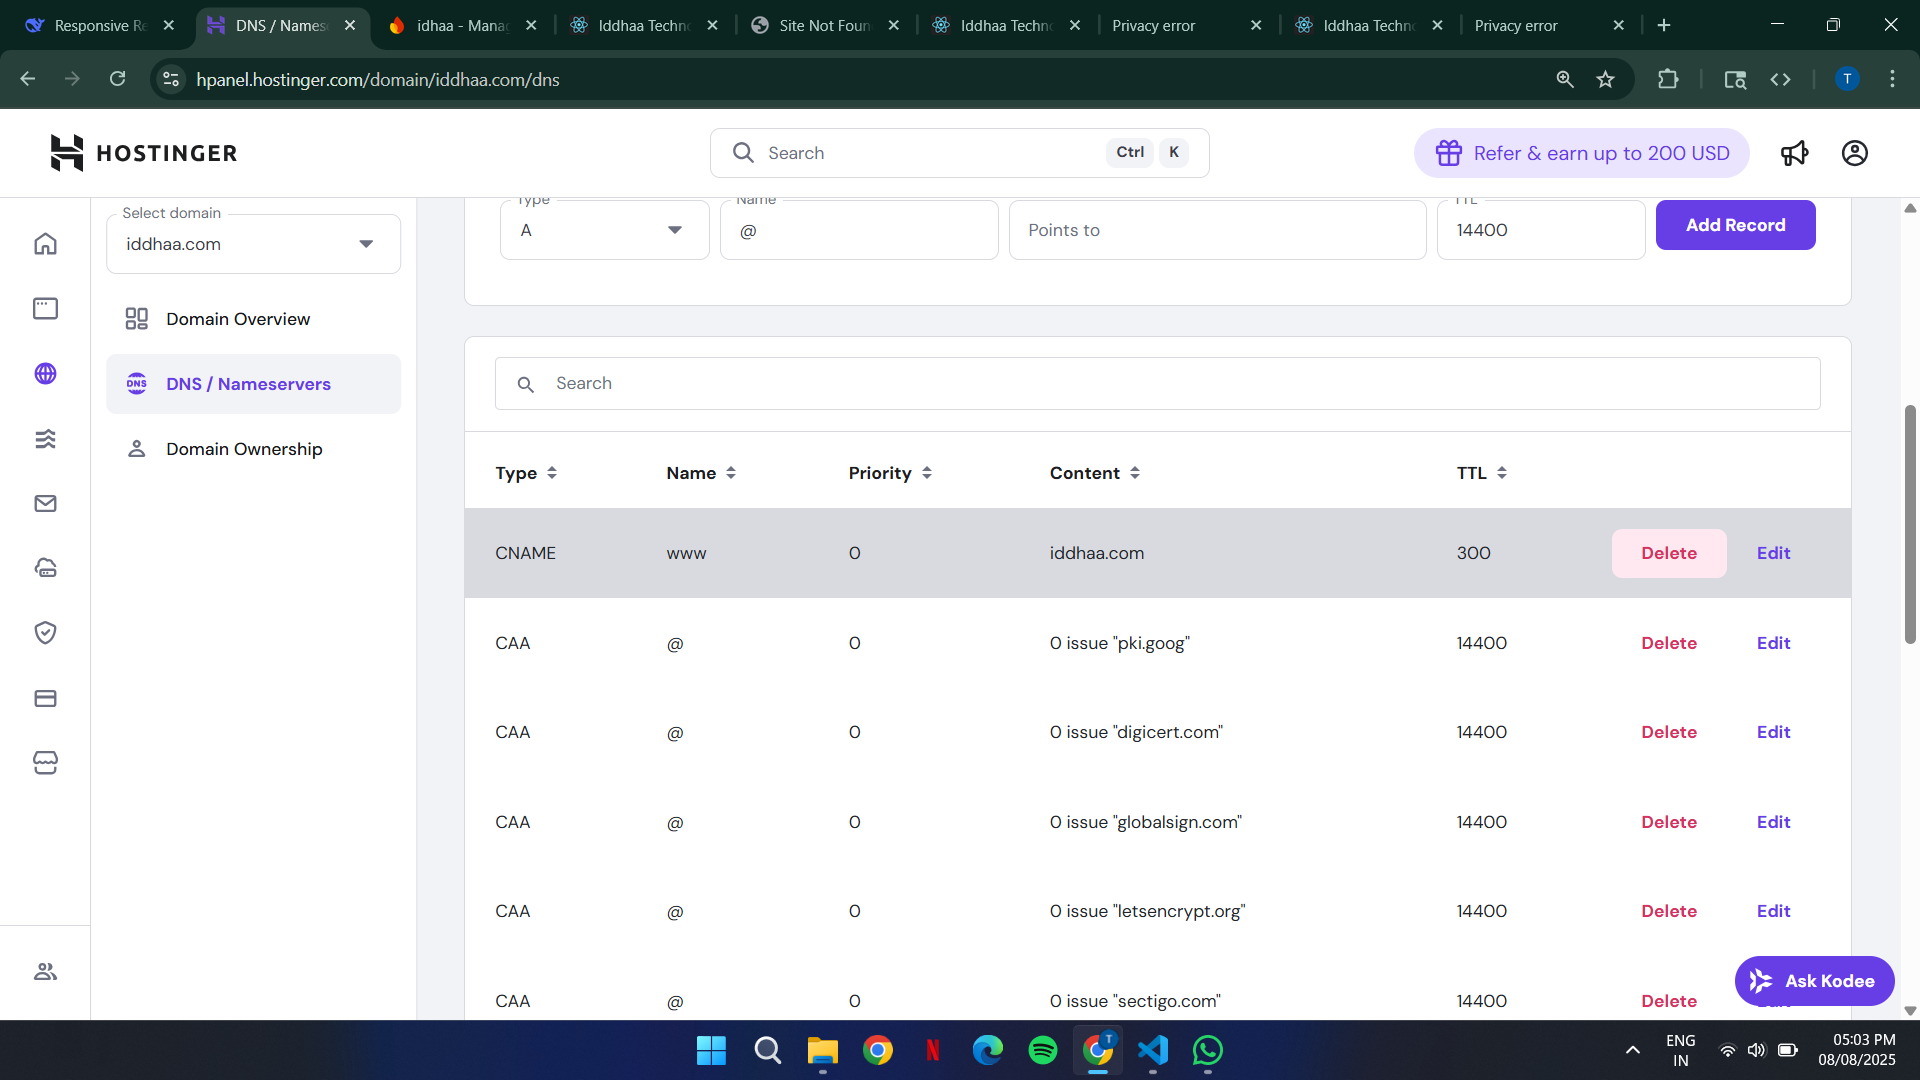 Responsive Re
DNS / Names
idhaa - Manag
Iddhaa Techno
Site Not Foun
Iddhaa Techno
Privacy error
Iddhaa Techno
Privacy error
hpanel.hostinger.com/domain/iddhaa.com/dns
T
HOSTINGER
Search
Ctrl
K
Refer & earn up to 200 USD
Select domain
iddhaa.com
Domain Overview
DNS
DNS / Nameservers
Domain Ownership
Type
A
Name
@
Points to
TTL
14400
Add Record
Search
Type Name Priority Content TTL
CNAME www 0 iddhaa.com 300 Delete Edit
CAA @ 0 0 issue "pki.goog" 14400 Delete Edit
CAA @ 0 0 issue "digicert.com" 14400 Delete Edit
CAA @ 0 0 issue "globalsign.com" 14400 Delete Edit
CAA @ 0 0 issue "letsencrypt.org" 14400 Delete Edit
CAA @ 0 0 issue "sectigo.com" 14400 Delete Edit
Ask Kodee
N
T
ENG
IN
05:03 PM
08/08/2025